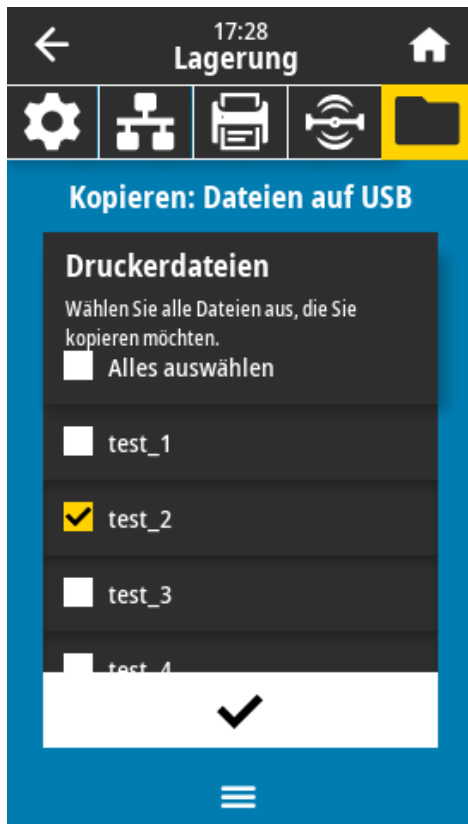 17:28
Lagerung
Kopieren: Dateien auf USB
Druckerdateien
Wählen Sie alle Dateien aus, die Sie
kopieren möchten.
Alles auswählen
test_1
test_2
test_3
test_4